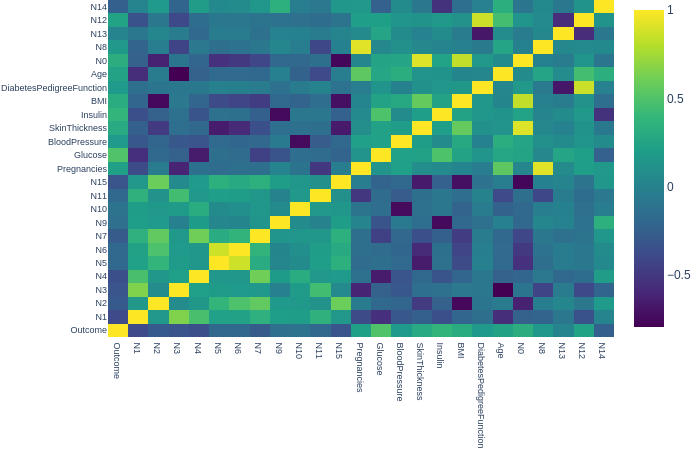 N14
N12
N13
N8
N0
Age
DiabetesPedigreeFunction
BMI
Insulin
SkinThickness
BloodPressure
Glucose
Pregnancies
N15
N11
N10
N9
N7
N6
N5
N4
N3
N2
N1
Outcome
Outcome
N1
N2
N3
N4
N5
N6
N7
N9
N10
N11
N15
Pregnancies
Glucose
BloodPressure
SkinThickness
Insulin
BMI
DiabetesPedigreeFunction
Age
N0
N8
N13
N12
N14
1
0.5
0
−0.5